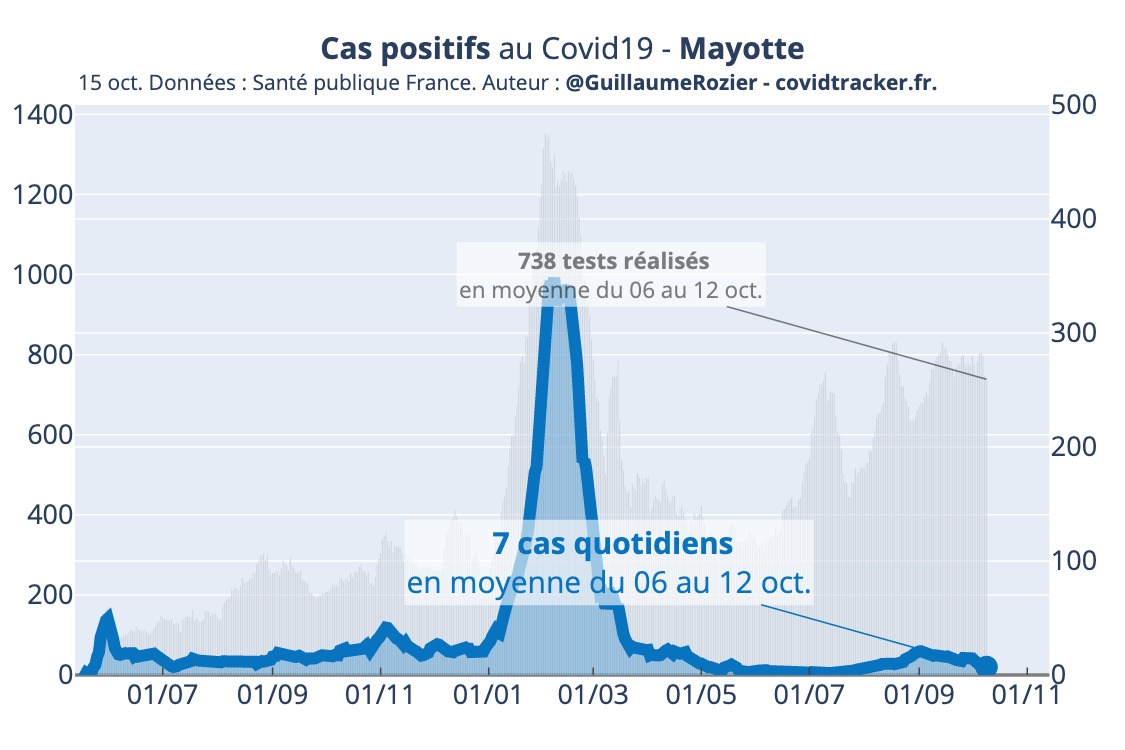 Cas positifs au Covid19 - Mayotte
15 oct. Données : Santé publique France. Auteur : @GuillaumeRozier - covidtracker.fr.
1400
1200
1000
800
600
400
200
0
500
400
300
200
100
0
738 tests réalisés
en moyenne du 06 au 12 oct.
7 cas quotidiens
en moyenne du 06 au 12 oct.
01/07 01/09 01/11 01/01 01/03 01/05 01/07 01/09 01/11